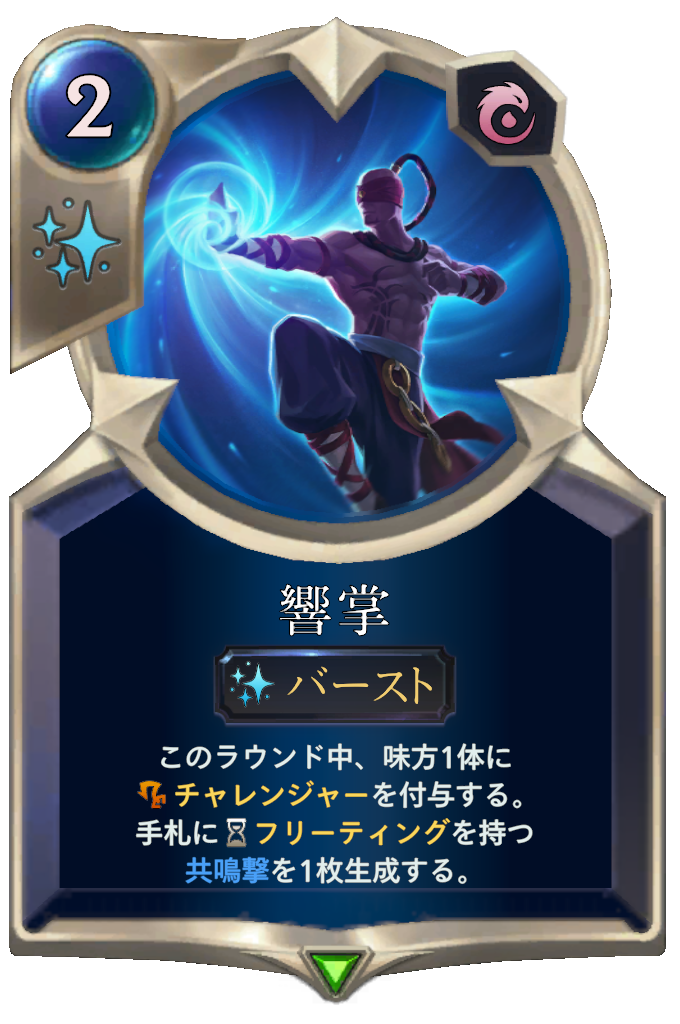 2
響掌
バースト
このラウンド中、味方1体に
チャレンジャーを付与する。
手札に フリーティングを持つ
共鳴撃を1枚生成する。